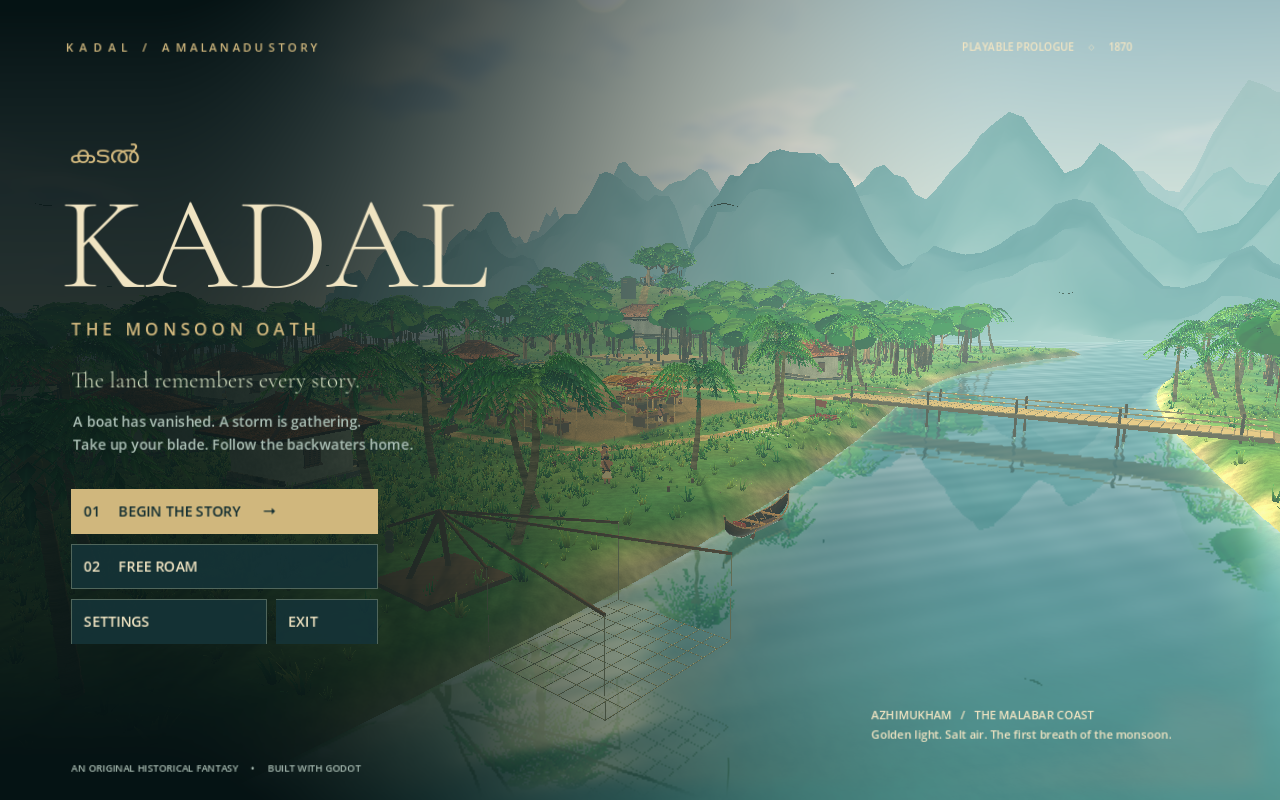 KADAL / A MALANADU STORY
PLAYABLE PROLOGUE ◇ 1870
കടൽ
KADAL
THE MONSOON OATH
The land remembers every story.
A boat has vanished. A storm is gathering.
Take up your blade. Follow the backwaters home.
01 BEGIN THE STORY →
02 FREE ROAM
SETTINGS EXIT
AZHIMUKHAM / THE MALABAR COAST
Golden light. Salt air. The first breath of the monsoon.
AN ORIGINAL HISTORICAL FANTASY • BUILT WITH GODOT